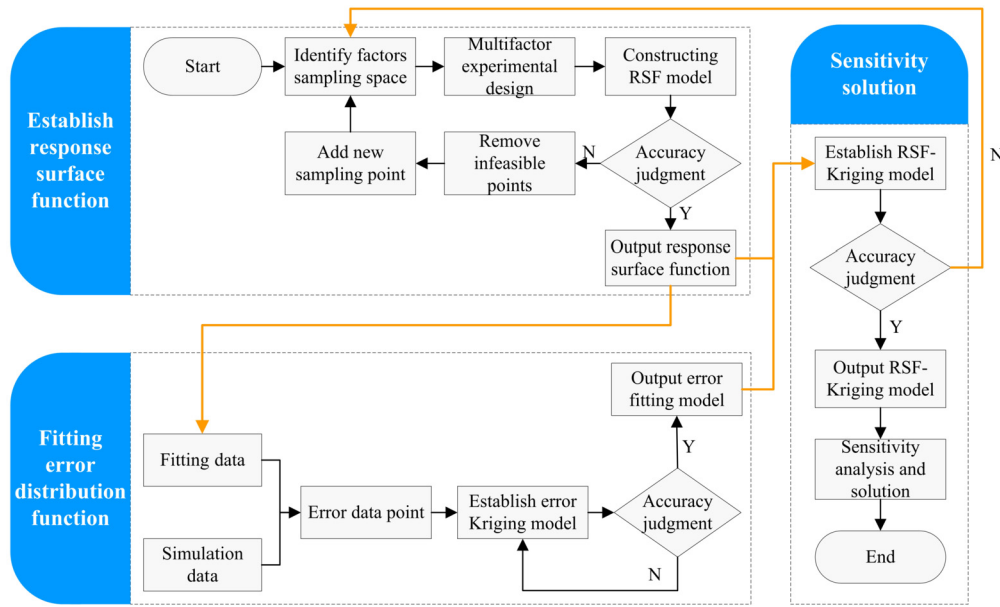 Establish
response
surface
function
Start
Identify factors
sampling space
Multifactor
experimental
design
Constructing
RSF model
Add new
sampling point
Remove
infeasible
points
N
Accuracy
judgment
Y
Output response
surface function
Sensitivity
solution
Establish RSF-
Kriging model
N
Accuracy
judgment
Y
Output RSF-
Kriging model
Sensitivity
analysis and
solution
End
Fitting
error
distribution
function
Fitting data
Simulation
data
Error data point
Establish error
Kriging model
Accuracy
judgment
Y
N
Output error
fitting model